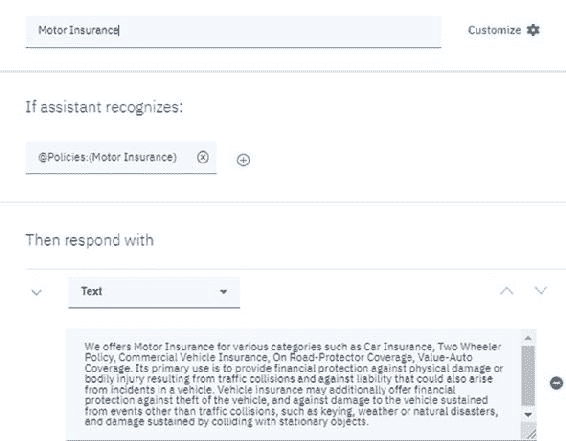 Motor Insurance
Customize
If assistant recognizes:
@Policies:(Motor Insurance)
Then respond with
Text
We offers Motor Insurance for various categories such as Car Insurance, Two Wheeler
Policy, Commercial Vehicle Insurance, On Road-Protector Coverage, Value-Auto
Coverage. Its primary use is to provide financial protection against physical damage or
bodily injury resulting from traffic collisions and against liability that could also arise
from incidents in a vehicle. Vehicle insurance may additionally offer financial
protection against theft of the vehicle, and against damage to the vehicle sustained
from events other than traffic collisions, such as keying, weather or natural disasters,
and damage sustained by colliding with stationary objects.